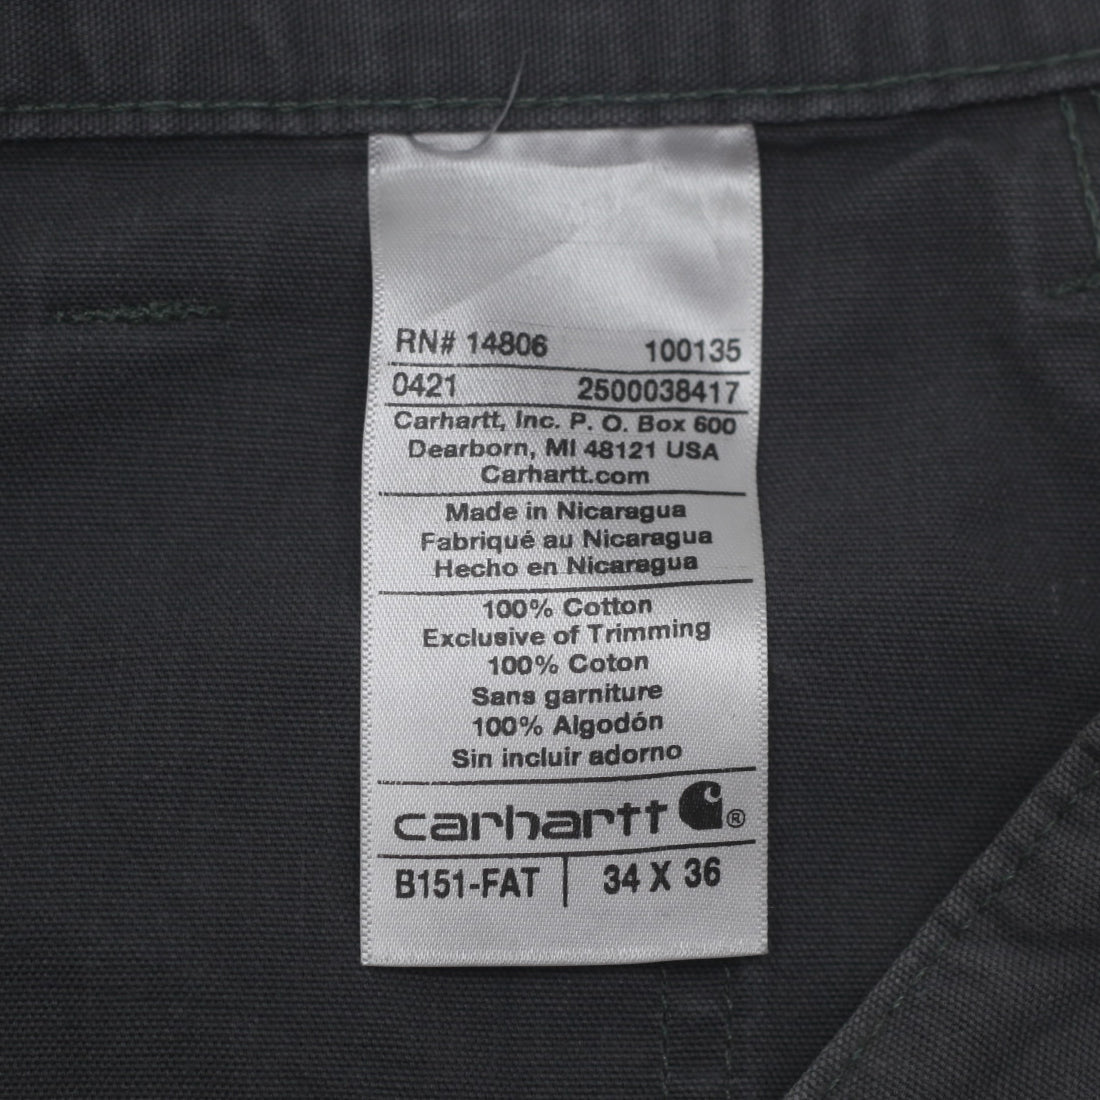 RN# 14806 100135
0421 2500038417
Carhartt, Inc. P. O. Box 600
Dearborn, MI 48121 USA
Carhartt.com
Made in Nicaragua
Fabriqué au Nicaragua
Hecho en Nicaragua
100% Cotton
Exclusive of Trimming
100% Coton
Sans garniture
100% Algodón
Sin incluir adorno
carhartt ®
B151-FAT 34 X 36